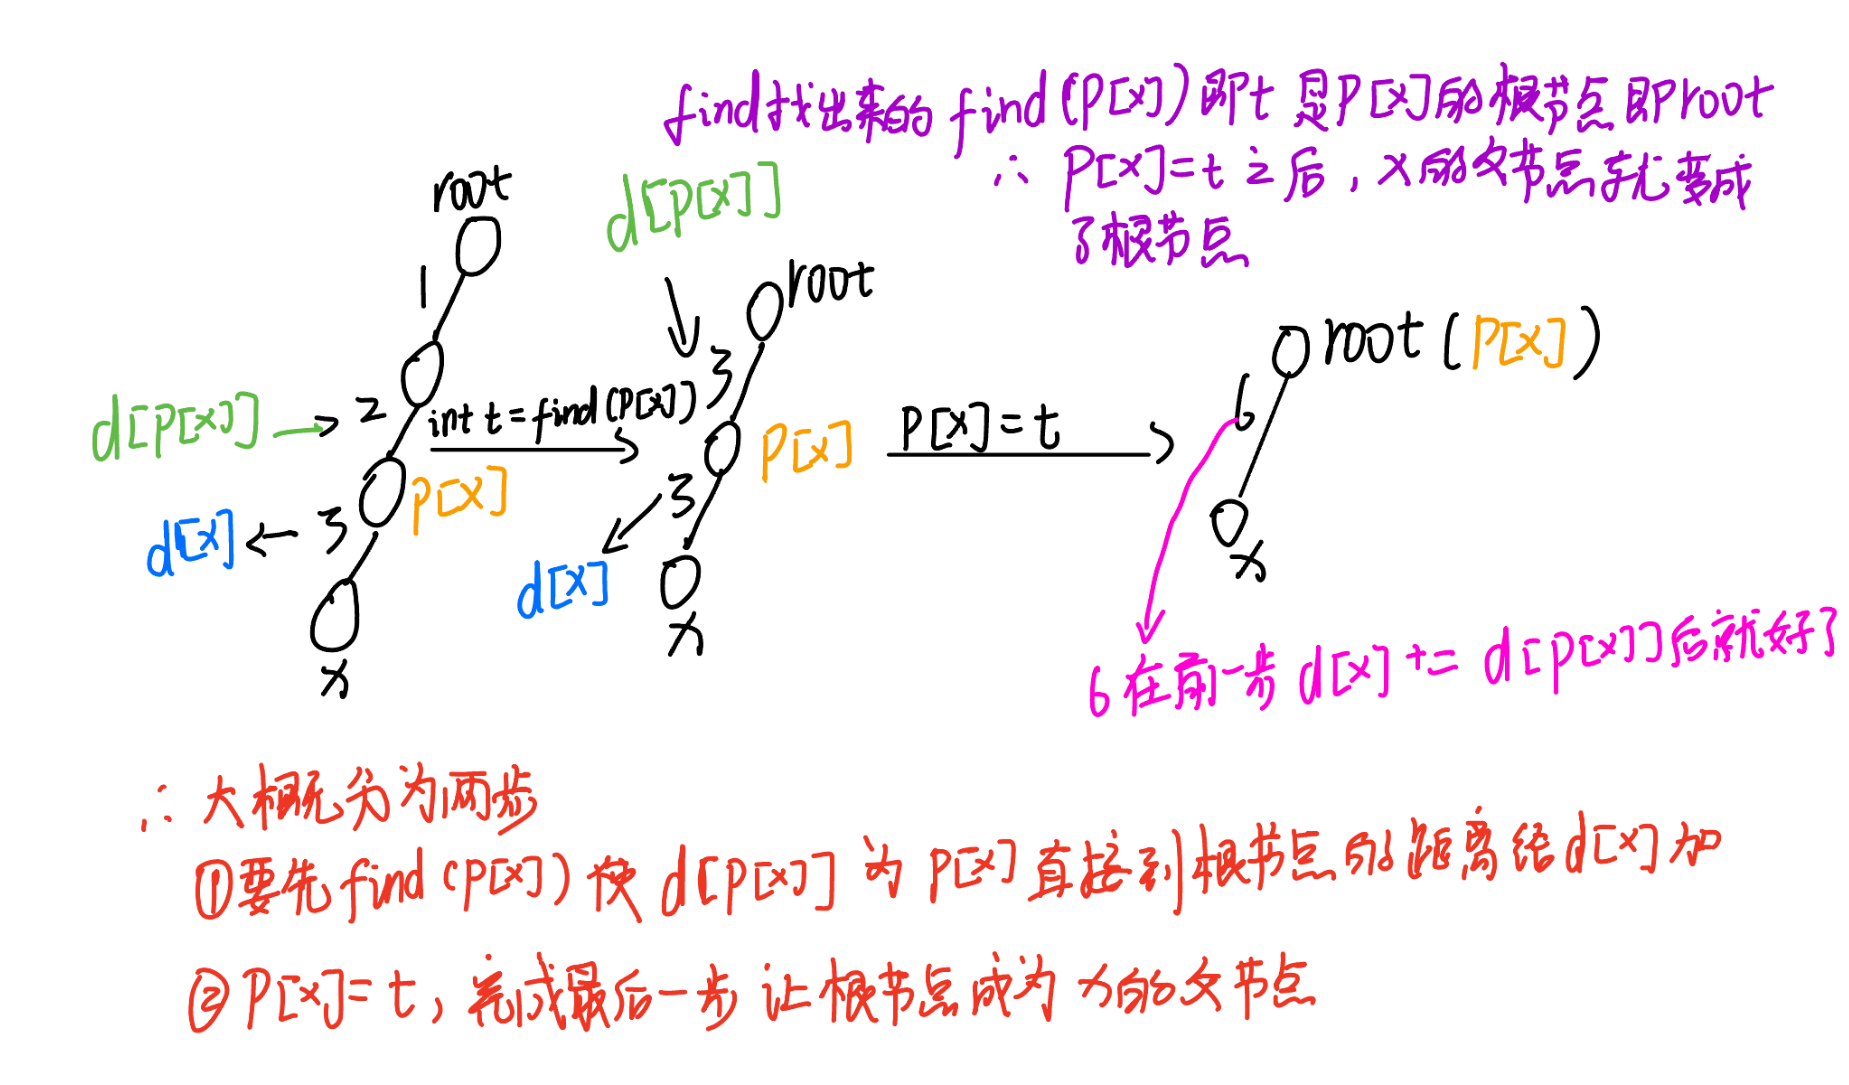 find找出来的 find(P[x])即t 是P[x]的根节点即Proot
∴ P[x]=t 之后，x的父节点就变成
了根节点
root
1
d[P[x]]
2
P[x]
d[x]
3
x
int t=find(P[x])
d[P[x]]
root
3
P[x]
3
d[x]
x
P[x]=t
root (P[x])
6
x
6在前一步 d[x] += d[P[x]]后就好了
∴ 大概分为两步
①要先find(P[x])使 d[P[x]] 为 P[x]直接到根节点的距离给d[x]加
②P[x]=t, 完成最后一步 让根节点成为x的父节点